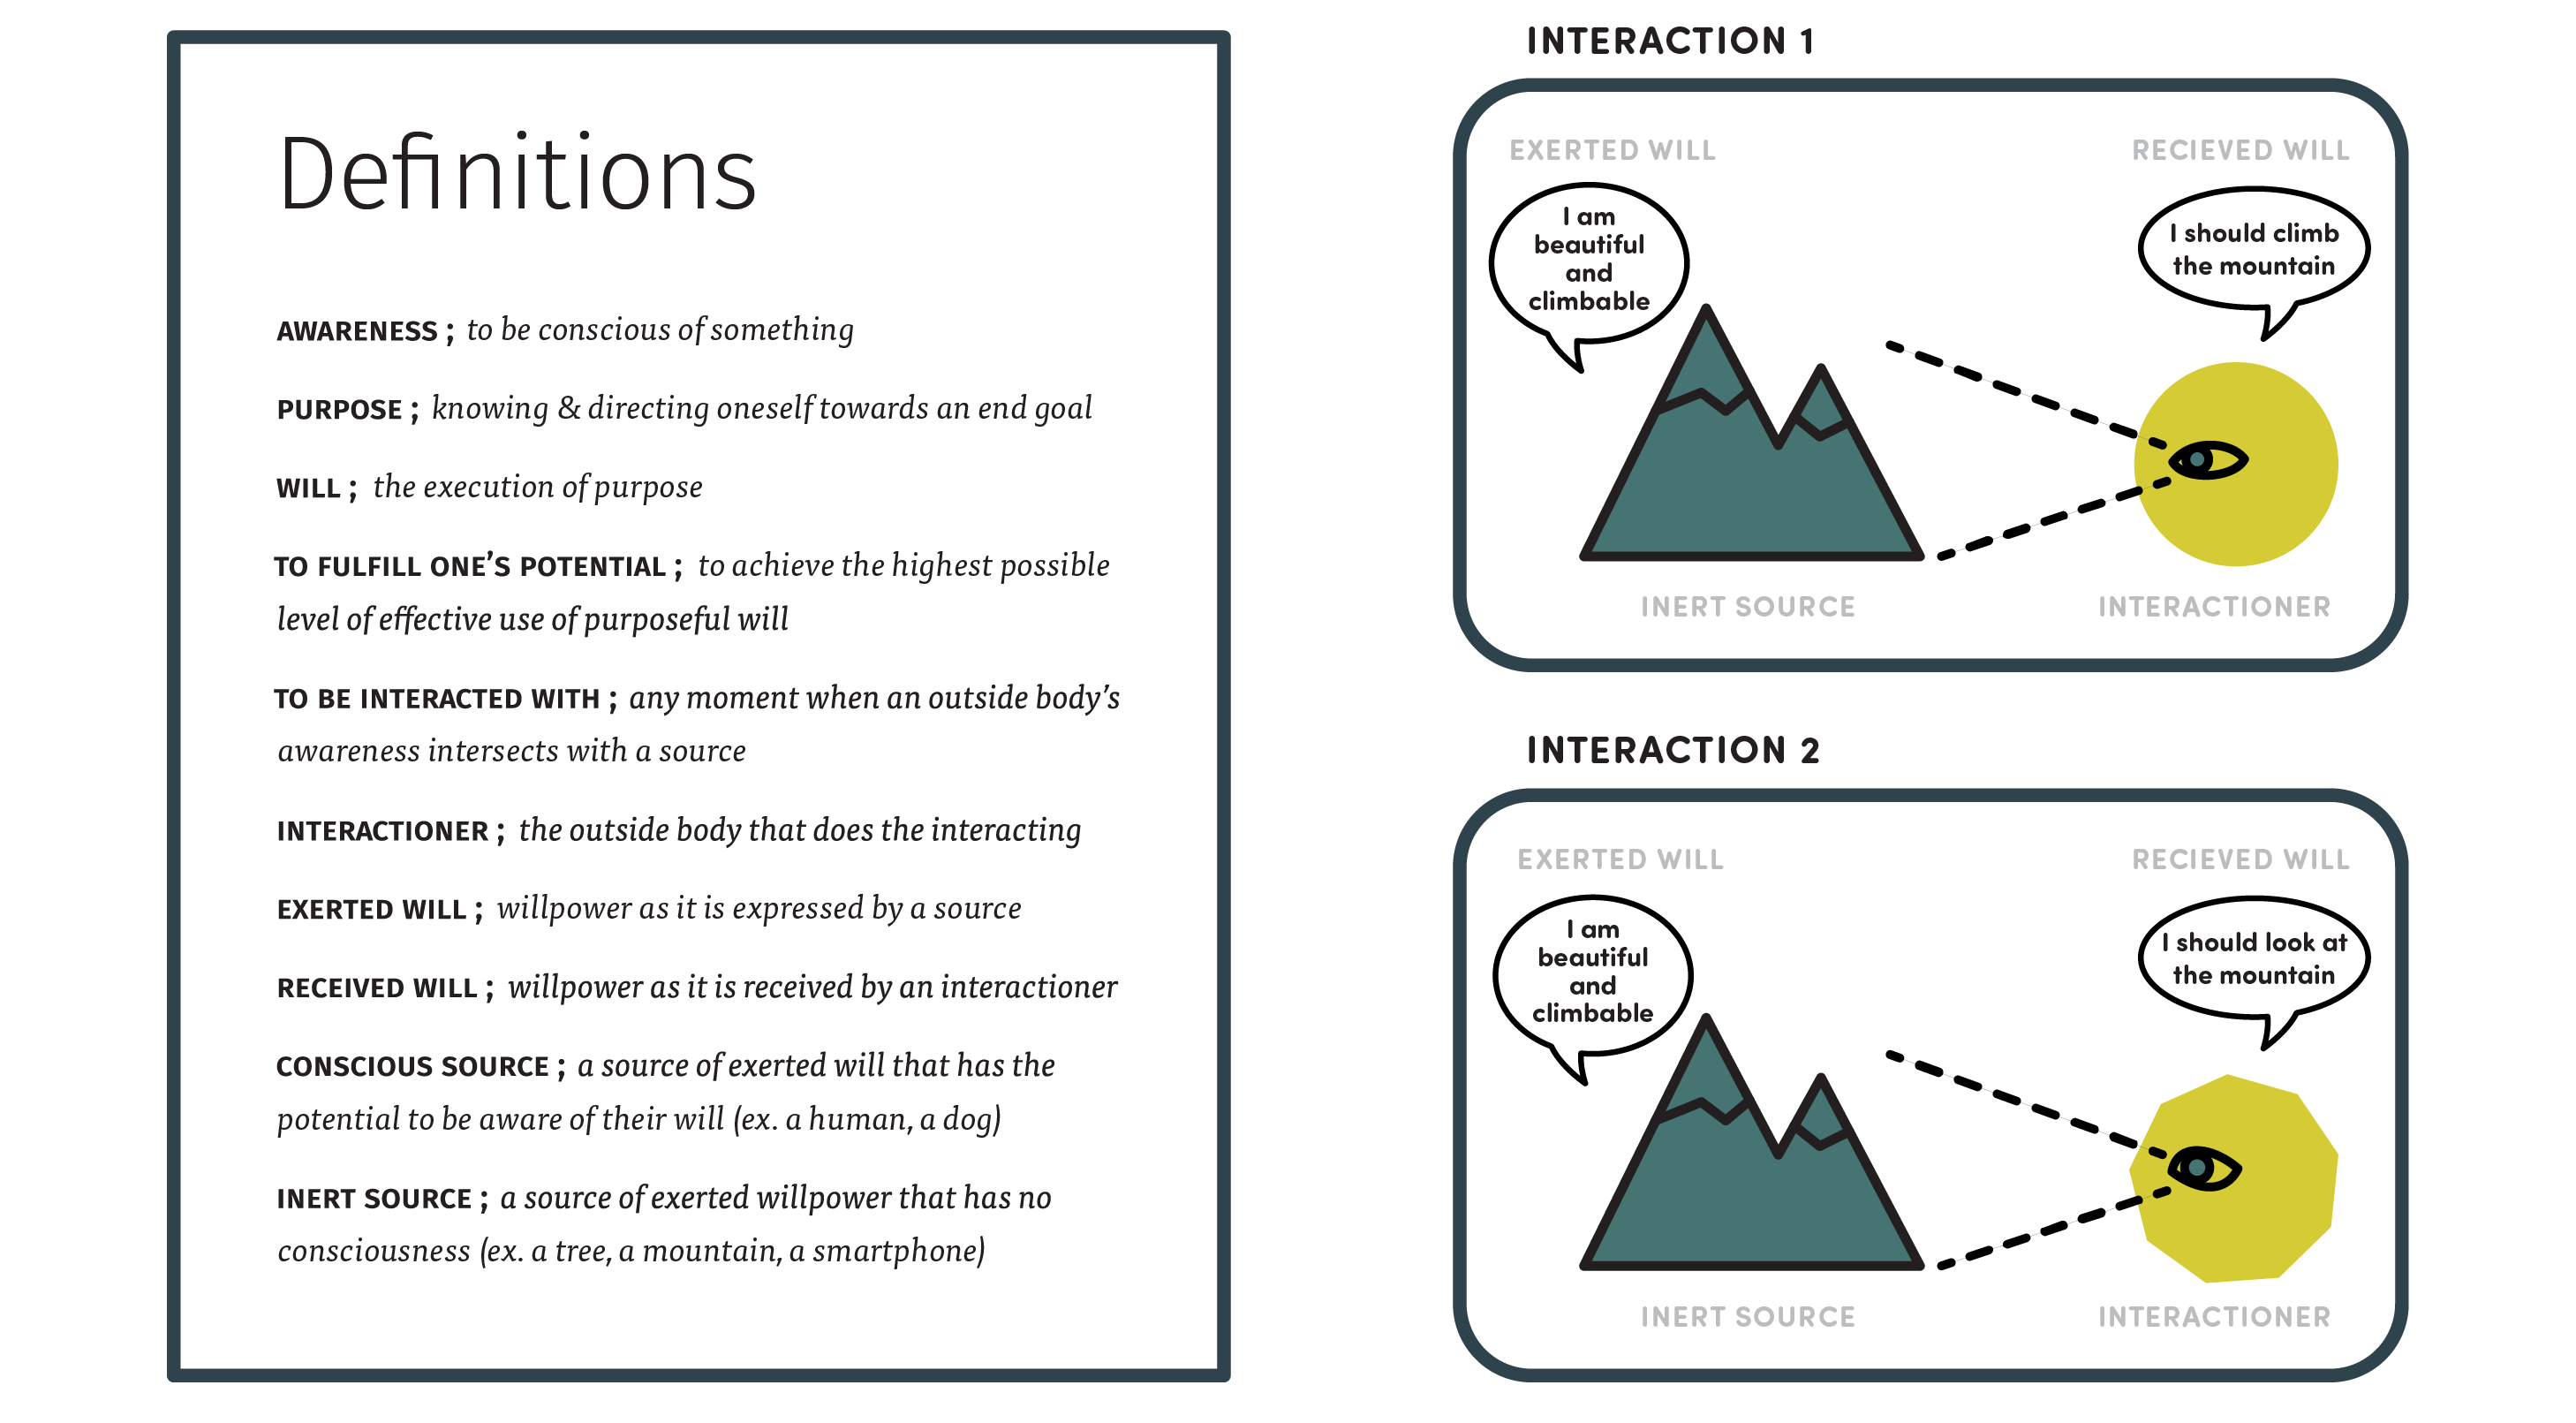 Definitions
AWARENESS ; to be conscious of something
PURPOSE ; knowing & directing oneself towards an end goal
WILL ; the execution of purpose
TO FULFILL ONE’S POTENTIAL ; to achieve the highest possible
level of effective use of purposeful will
TO BE INTERACTED WITH ; any moment when an outside body’s
awareness intersects with a source
INTERACTIONER ; the outside body that does the interacting
EXERTED WILL ; willpower as it is expressed by a source
RECEIVED WILL ; willpower as it is received by an interactioner
CONSCIOUS SOURCE ; a source of exerted will that has the
potential to be aware of their will (ex. a human, a dog)
INERT SOURCE ; a source of exerted willpower that has no
consciousness (ex. a tree, a mountain, a smartphone)
INTERACTION 1
EXERTED WILL
I am
beautiful
and
climbable
INERT SOURCE
RECIEVED WILL
I should climb
the mountain
INTERACTIONER
INTERACTION 2
EXERTED WILL
I am
beautiful
and
climbable
INERT SOURCE
RECIEVED WILL
I should look at
the mountain
INTERACTIONER